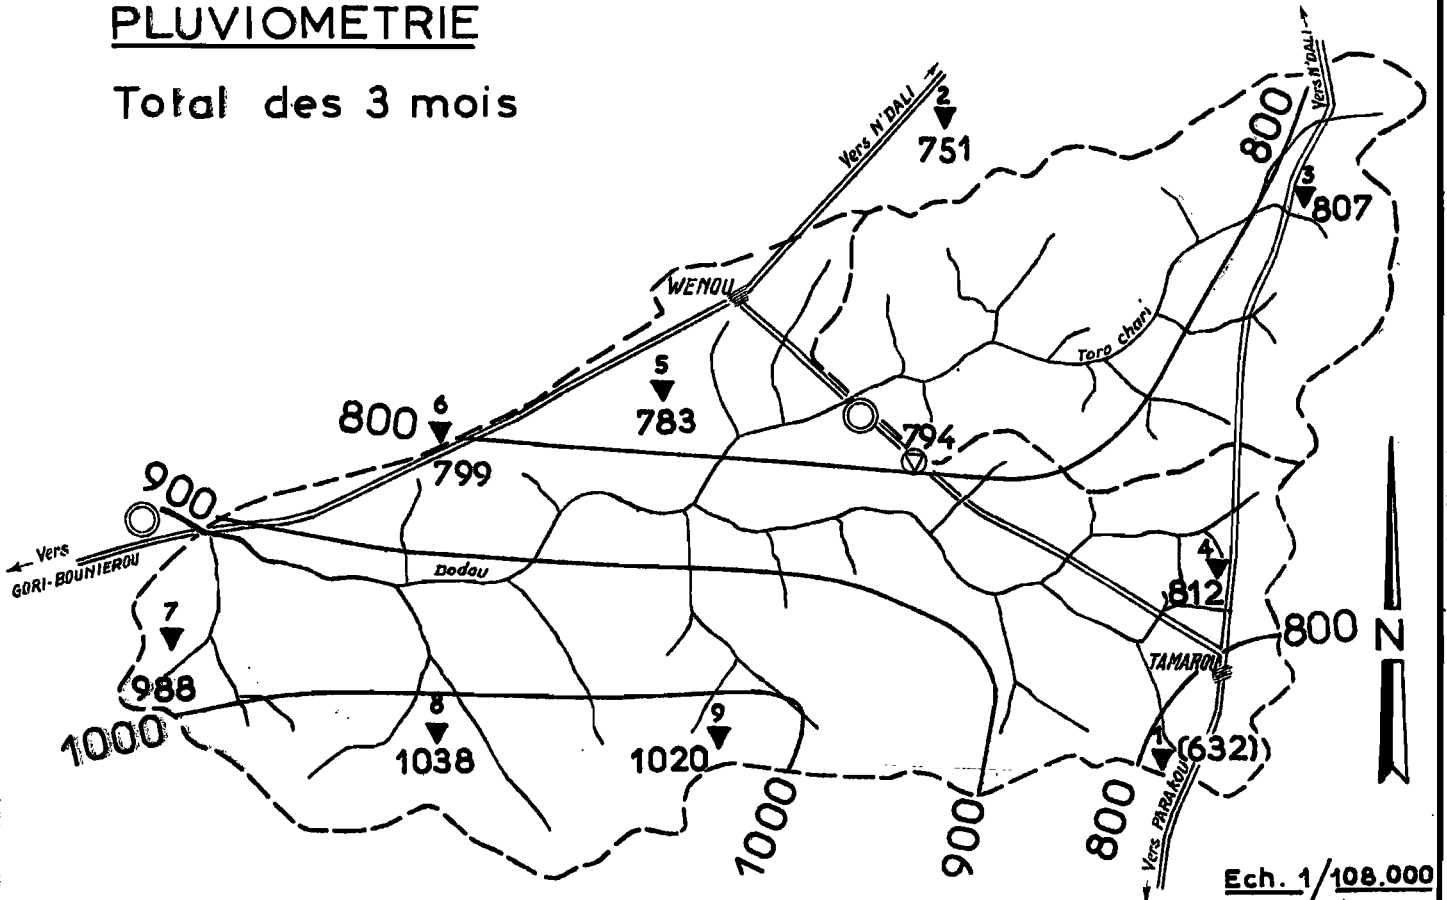 PLUVIOMETRIE
Total des 3 mois
Vers N'DALI
Vers N'DALI
2
751
800
3
807
WENOU
Toro chari
5
783
800
6
799
794
900
Vers
GORI-BOUNIEROU
Dodou
4
812
7
988
800
N
TAMAROU
1000
8
1038
9
1020
1
(632)
1000
900
800
Vers PARAKOU
Ech. 1/108.000